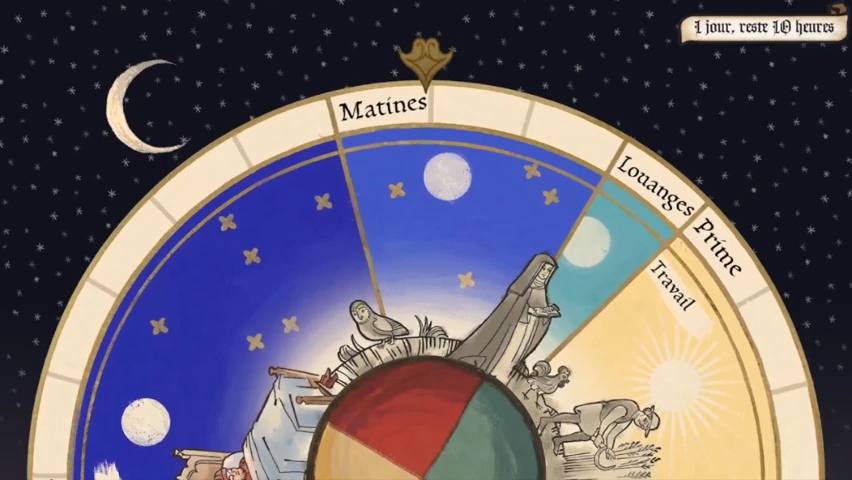 1 jour, reste 10 heures
Matines
Louanges
Prime
Travail